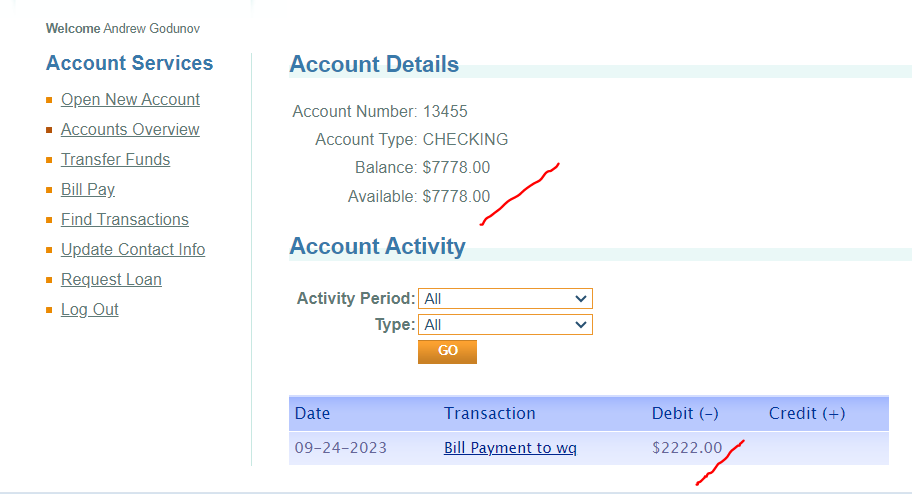 Welcome Andrew Godunov
Account Services
Open New Account
Accounts Overview
Transfer Funds
Bill Pay
Find Transactions
Update Contact Info
Request Loan
Log Out
Account Details
Account Number: 13455
Account Type: CHECKING
Balance: $7778.00
Available: $7778.00
Account Activity
Activity Period: All
Type: All
GO
Date Transaction Debit (-) Credit (+)
09-24-2023 Bill Payment to wq $2222.00